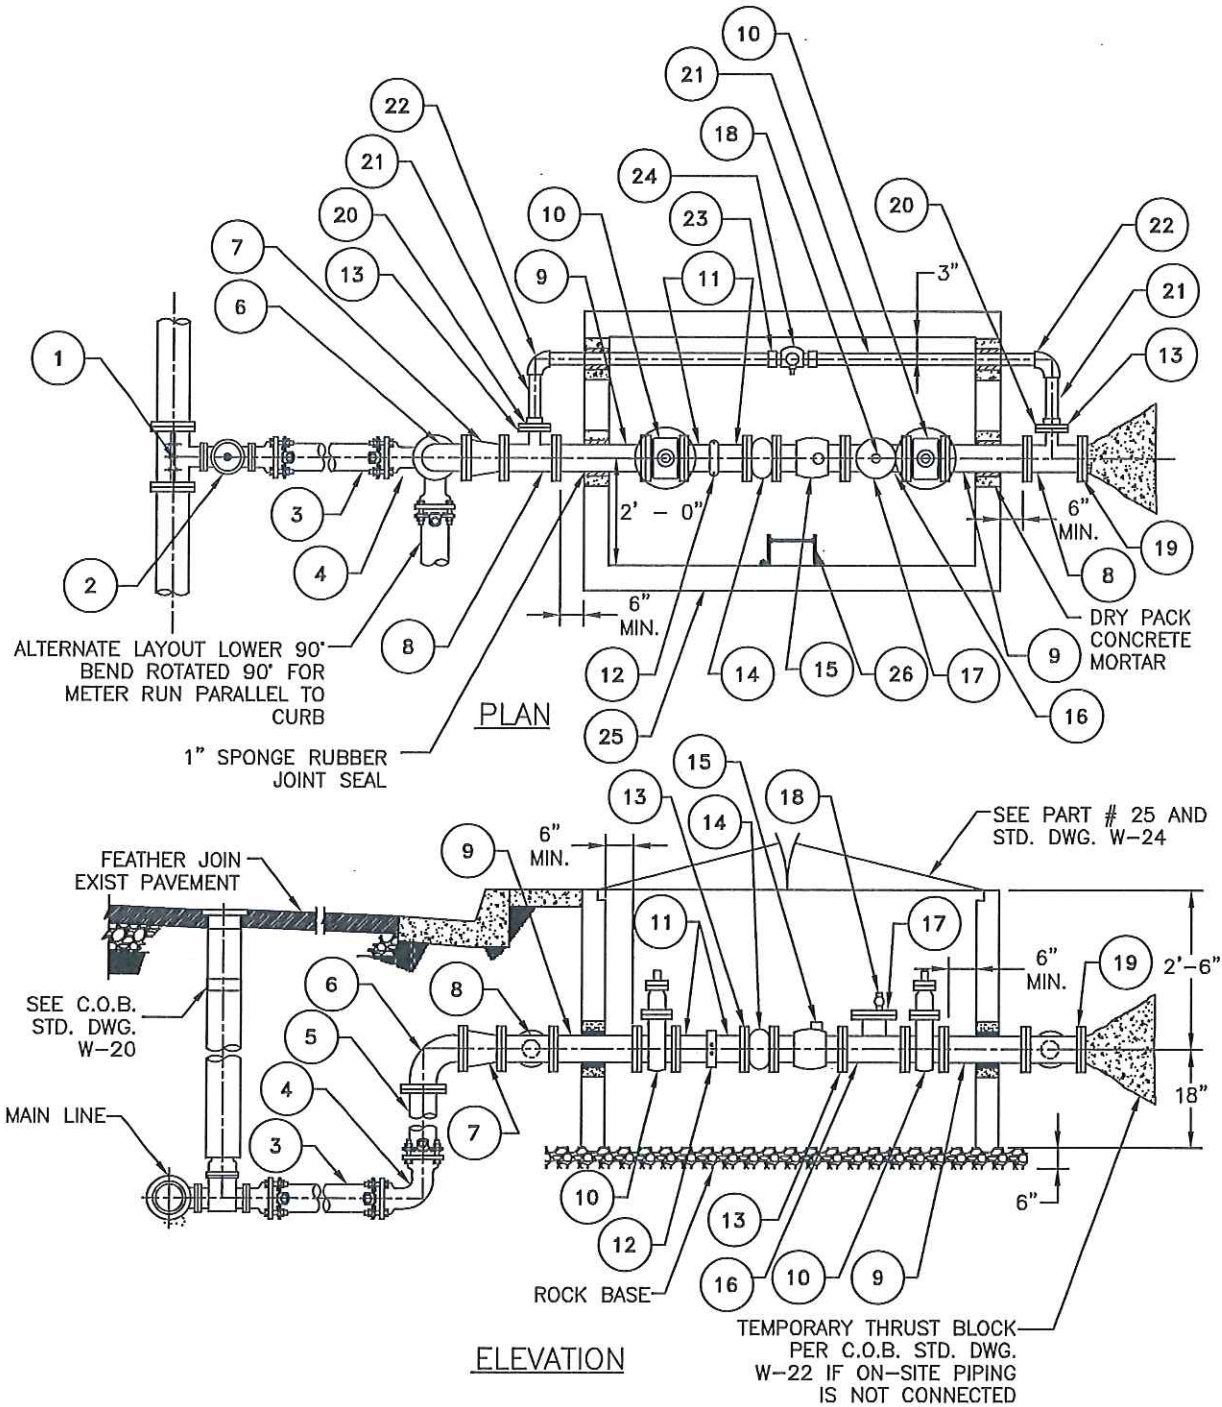 10
21
22
18
21
24
20
20
10
23
22
7
13
9
11
3"
21
6
13
1
2' - 0"
6"
MIN.
3
19
2
4
8
6"
MIN.
8
DRY PACK
CONCRETE
MORTAR
ALTERNATE LAYOUT LOWER 90°
BEND ROTATED 90° FOR
METER RUN PARALLEL TO
CURB
12
14
15
26
17
9
16
PLAN
25
1" SPONGE RUBBER
JOINT SEAL
15
13
18
14
SEE PART # 25 AND
STD. DWG. W-24
6"
MIN.
9
FEATHER JOIN
EXIST PAVEMENT
11
17
6"
MIN.
19
2'-6"
6
8
SEE C.O.B.
STD. DWG.
W-20
5
4
18"
MAIN LINE
3
7
10
6"
12
13
16
10
9
ROCK BASE
TEMPORARY THRUST BLOCK
PER C.O.B. STD. DWG.
W-22 IF ON-SITE PIPING
IS NOT CONNECTED
ELEVATION